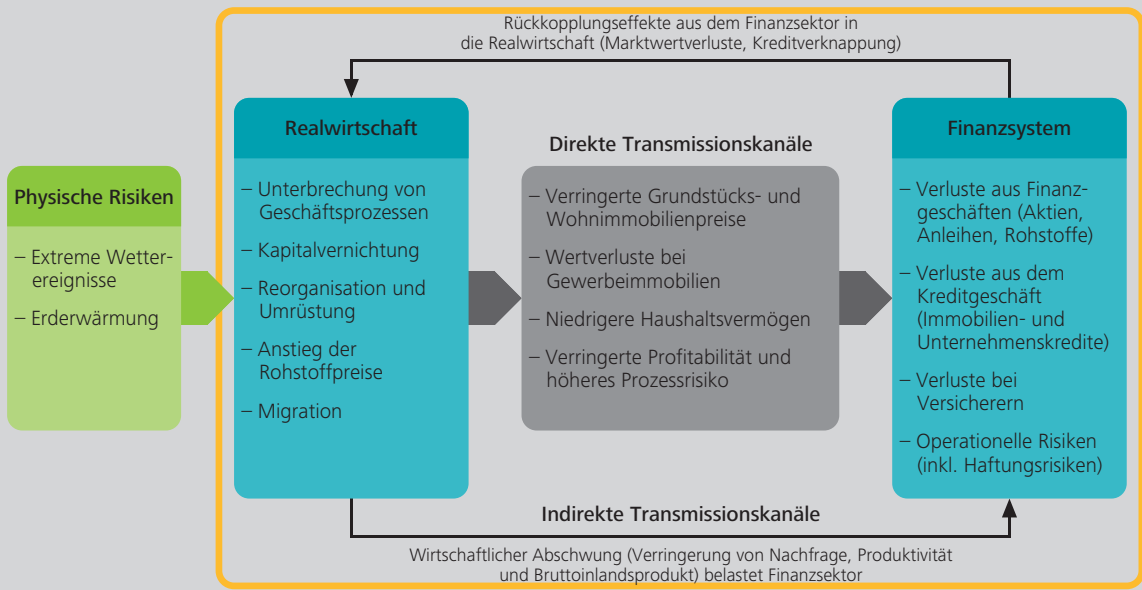 Rückkopplungseffekte aus dem Finanzsektor in
die Realwirtschaft (Marktwertverluste, Kreditverknappung)
Physische Risiken
– Extreme Wetter-
ereignisse
– Erderwärmung
Realwirtschaft
– Unterbrechung von
Geschäftsprozessen
– Kapitalvernichtung
– Reorganisation und
Umrüstung
– Anstieg der
Rohstoffpreise
– Migration
Direkte Transmissionskanäle
– Verringerte Grundstücks- und
Wohnimmobilienpreise
– Wertverlust bei
Gewerbeimmobilien
– Niedrigere Haushaltsvermögen
– Verringerte Profitabilität und
höheres Prozessrisiko
Finanzsystem
– Verluste aus Finanz-
geschäften (Aktien,
Anleihen, Rohstoffe)
– Verluste aus dem
Kreditgeschäft
(Immobilien- und
Unternehmenskredite)
– Verluste bei
Versicherern
– Operationelle Risiken
(inkl. Haftungsrisiken)
Indirekte Transmissionskanäle
Wirtschaftlicher Abschwung (Verringerung von Nachfrage, Produktivität
und Bruttoinlandsprodukt) belastet Finanzsektor